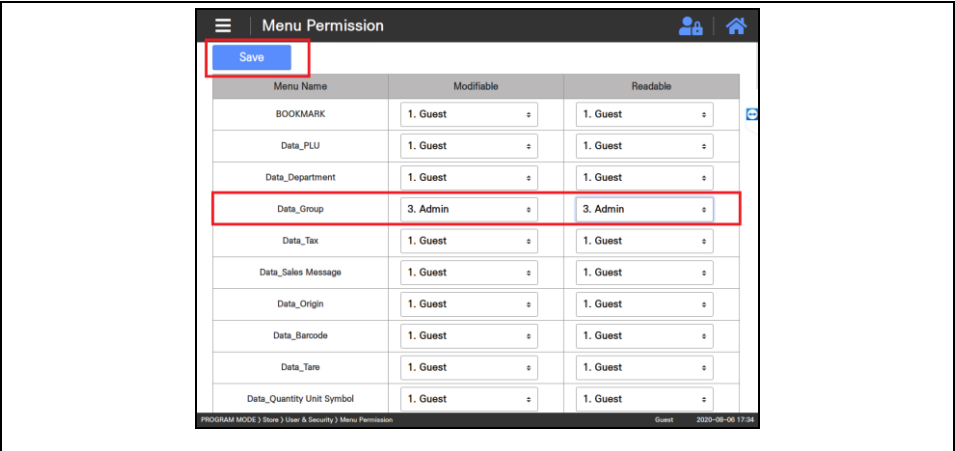 Menu Permission
Save
Menu Name Modifiable Readable
BOOKMARK 1. Guest 1. Guest
Data_PLU 1. Guest 1. Guest
Data_Department 1. Guest 1. Guest
Data_Group 3. Admin 3. Admin
Data_Tax 1. Guest 1. Guest
Data_Sales Message 1. Guest 1. Guest
Data_Origin 1. Guest 1. Guest
Data_Barcode 1. Guest 1. Guest
Data_Tare 1. Guest 1. Guest
Data_Quantity Unit Symbol 1. Guest 1. Guest
PROGRAM MODE > Store > User & Security > Menu Permission Guest 2020-08-06 17:34